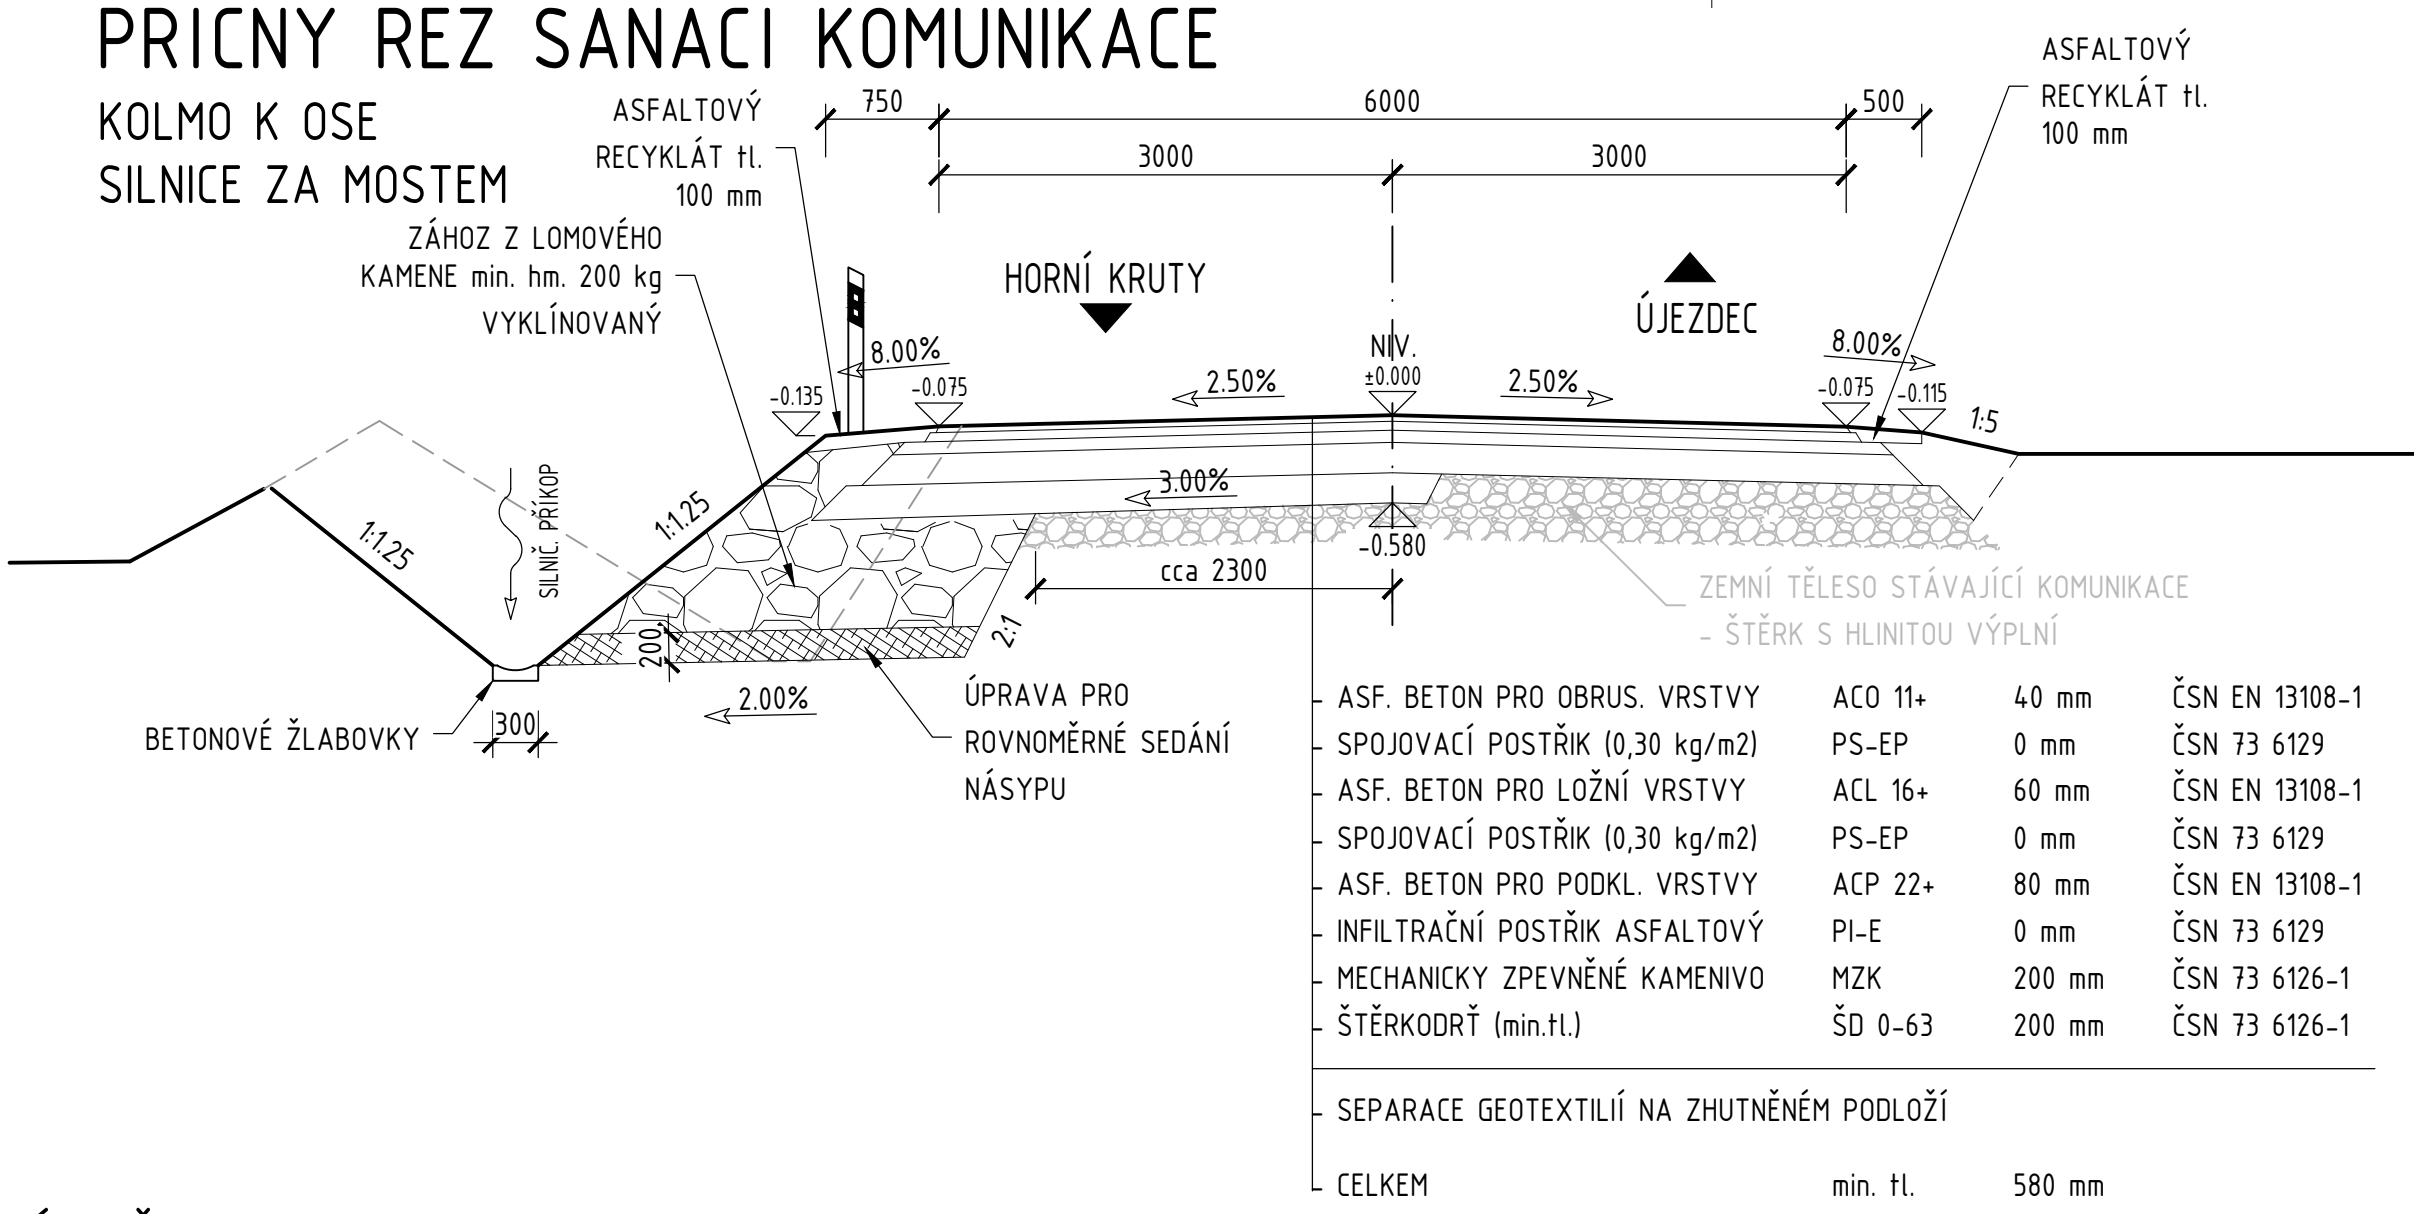 PRICNY REZ SANACI KOMUNIKACE
KOLMO K OSE
SILNICE ZA MOSTEM
ASFALTOVÝ
RECYKLÁT tl.
100 mm
ZÁHOZ Z LOMOVÉHO
KAMENE min. hm. 200 kg
VYKLÍNOVANÝ
750
6000
500
3000
3000
ASFALTOVÝ
RECYKLÁT tl.
100 mm
HORNÍ KRUTY
ÚJEZDEC
8.00%
2.50%
NIV.
±0.000
2.50%
8.00%
-0.135
-0.075
-0.075
-0.115
1:5
1:1.25
SILNIČ. PŘÍKOP
1:1.25
3.00%
-0.580
cca 2300
2:1
200
2.00%
300
BETONOVÉ ŽLABOVKY
ÚPRAVA PRO
ROVNOMĚRNÉ SEDÁNÍ
NÁSYPU
ZEMNÍ TĚLESO STÁVAJÍCÍ KOMUNIKACE
- ŠTĚRK S HLINITOU VÝPLNÍ
ASF. BETON PRO OBRUS. VRSTVY ACO 11+ 40 mm ČSN EN 13108-1
SPOJOVACÍ POSTŘIK (0,30 kg/m2) PS-EP 0 mm ČSN 73 6129
ASF. BETON PRO LOŽNÍ VRSTVY ACL 16+ 60 mm ČSN EN 13108-1
SPOJOVACÍ POSTŘIK (0,30 kg/m2) PS-EP 0 mm ČSN 73 6129
ASF. BETON PRO PODKL. VRSTVY ACP 22+ 80 mm ČSN EN 13108-1
INFILTRAČNÍ POSTŘIK ASFALTOVÝ PI-E 0 mm ČSN 73 6129
MECHANICKY ZPEVNĚNÉ KAMENIVO MZK 200 mm ČSN 73 6126-1
ŠTĚRKODRŤ (min.tl.) ŠD 0-63 200 mm ČSN 73 6126-1
SEPARACE GEOTEXTILIÍ NA ZHUTNĚNÉM PODLOŽÍ
CELKEM min. tl. 580 mm